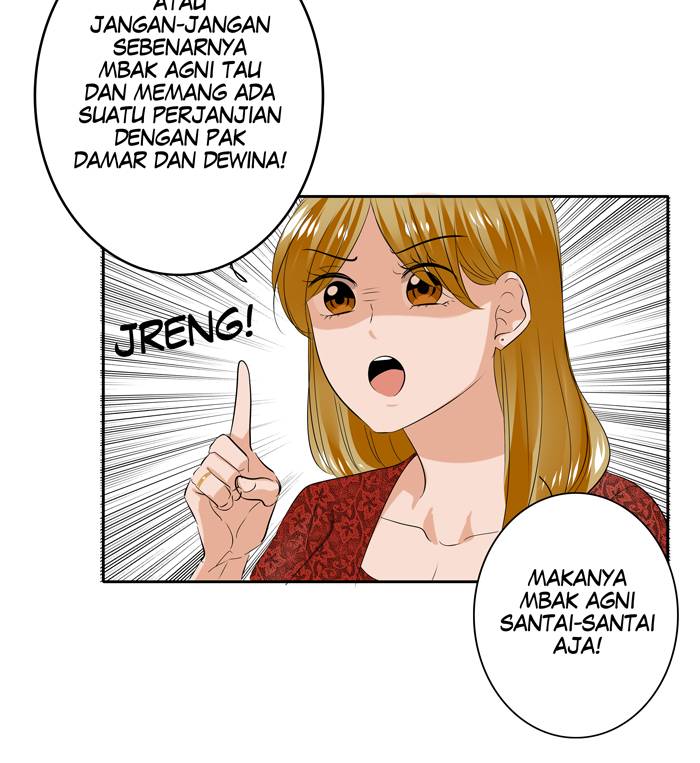 ATAU
JANGAN-JANGAN
SEBENARNYA
MBAK AGNI TAU
DAN MEMANG ADA
SUATU PERJANJIAN
DENGAN PAK
DAMAR DAN DEWINA!
JRENG!
MAKANYA
MBAK AGNI
SANTAI-SANTAI
AJA!